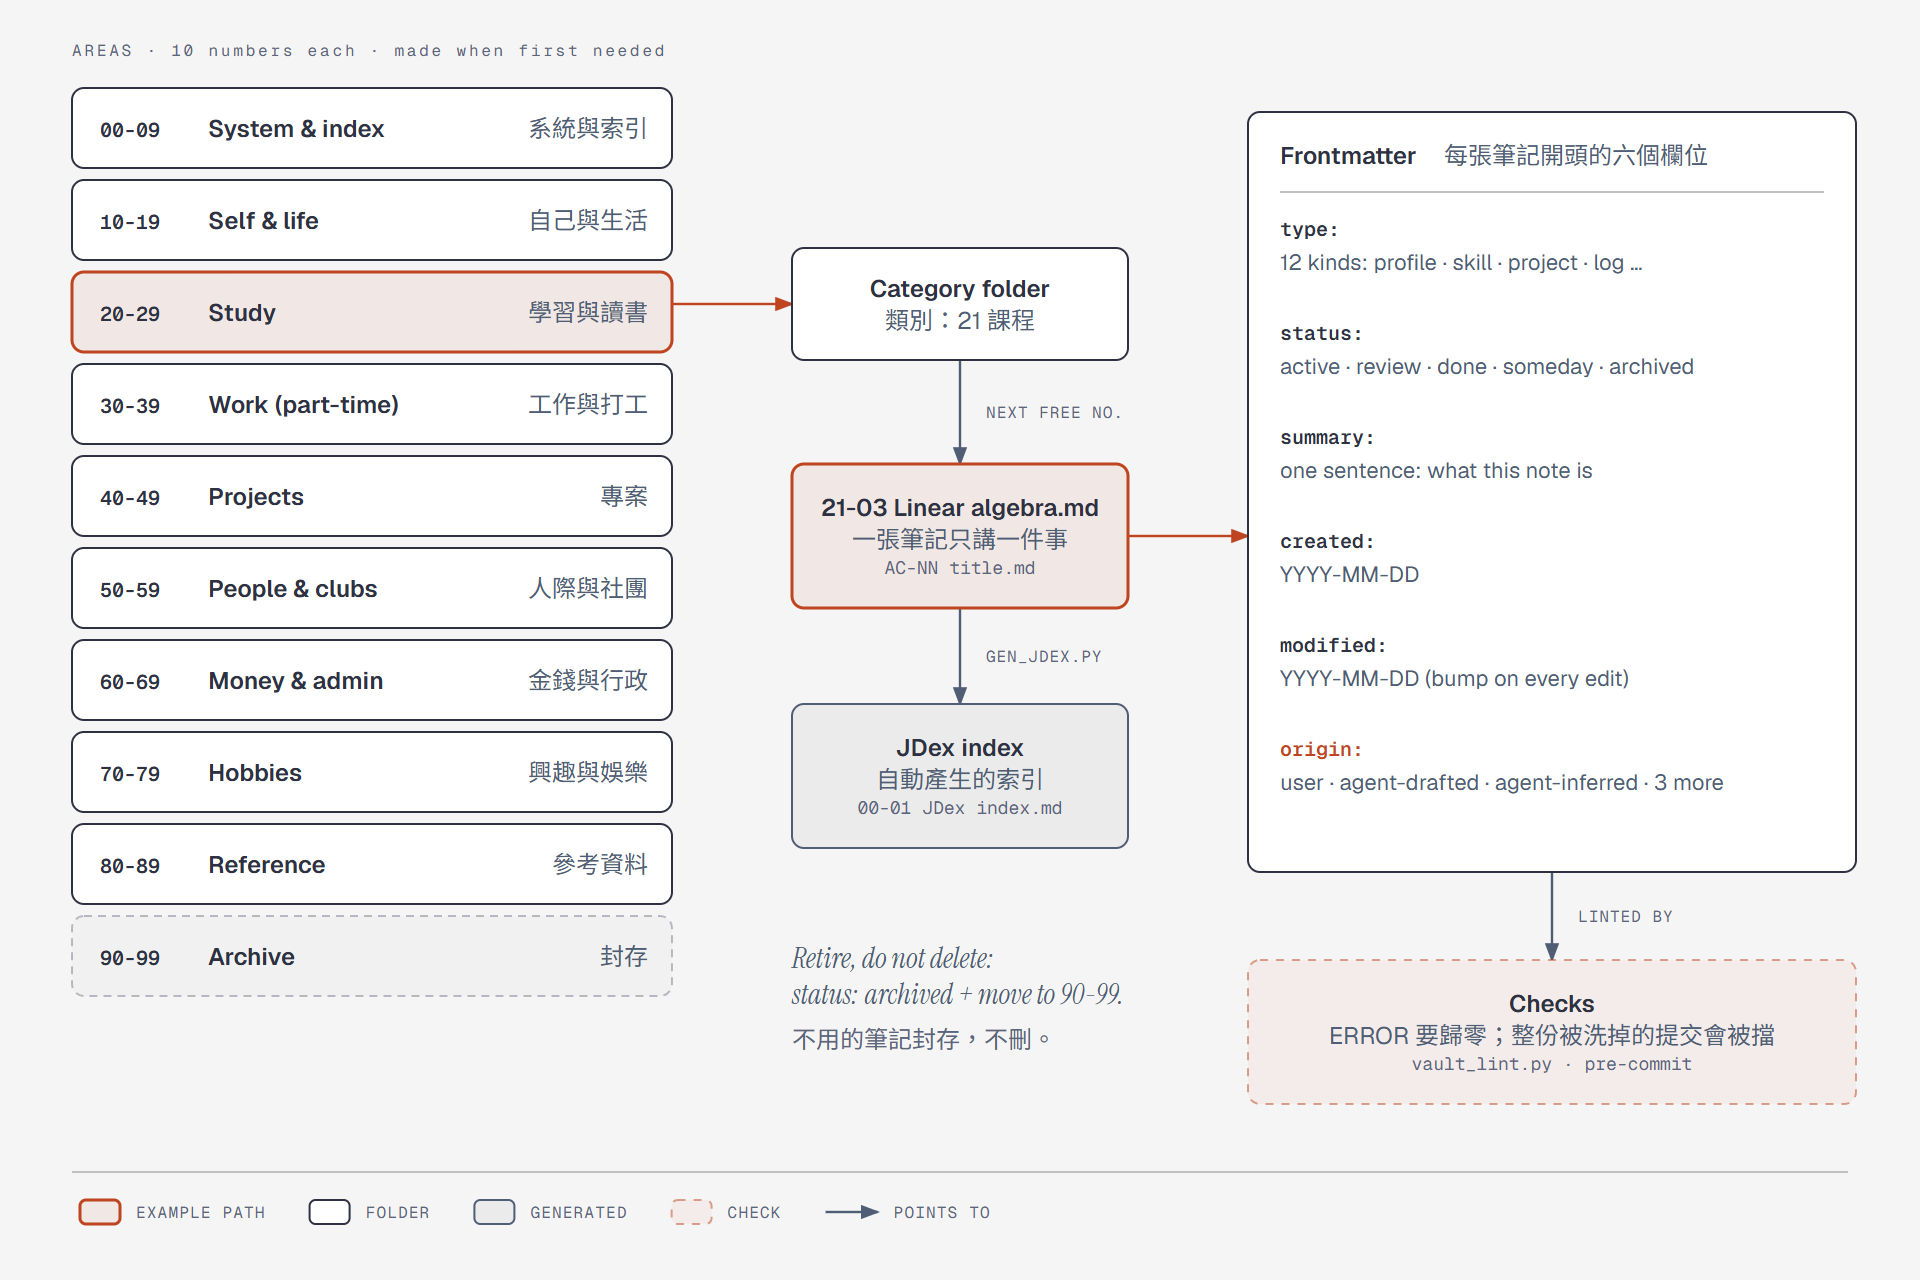 AREAS · 10 numbers each · made when first needed
00-09 System & index 系統與索引
10-19 Self & life 自己與生活
20-29 Study 學習與讀書
30-39 Work (part-time) 工作與打工
40-49 Projects 專案
50-59 People & clubs 人際與社團
60-69 Money & admin 金錢與行政
70-79 Hobbies 興趣與娛樂
80-89 Reference 參考資料
90-99 Archive 封存
Category folder
類別：21 課程
NEXT FREE NO.
21-03 Linear algebra.md
一張筆記只講一件事
AC-NN title.md
GEN_JDEX.PY
JDex index
自動產生的索引
00-01 JDex index.md
Retire, do not delete:
status: archived + move to 90-99.
不用的筆記封存，不刪。
Frontmatter 每張筆記開頭的六個欄位
type:
12 kinds: profile · skill · project · log ...
status:
active · review · done · someday · archived
summary:
one sentence: what this note is
created:
YYYY-MM-DD
modified:
YYYY-MM-DD (bump on every edit)
origin:
user · agent-drafted · agent-inferred · 3 more
LINTED BY
Checks
ERROR 要歸零；整份被洗掉的提交會被擋
vault_lint.py · pre-commit
EXAMPLE PATH
FOLDER
GENERATED
CHECK
POINTS TO